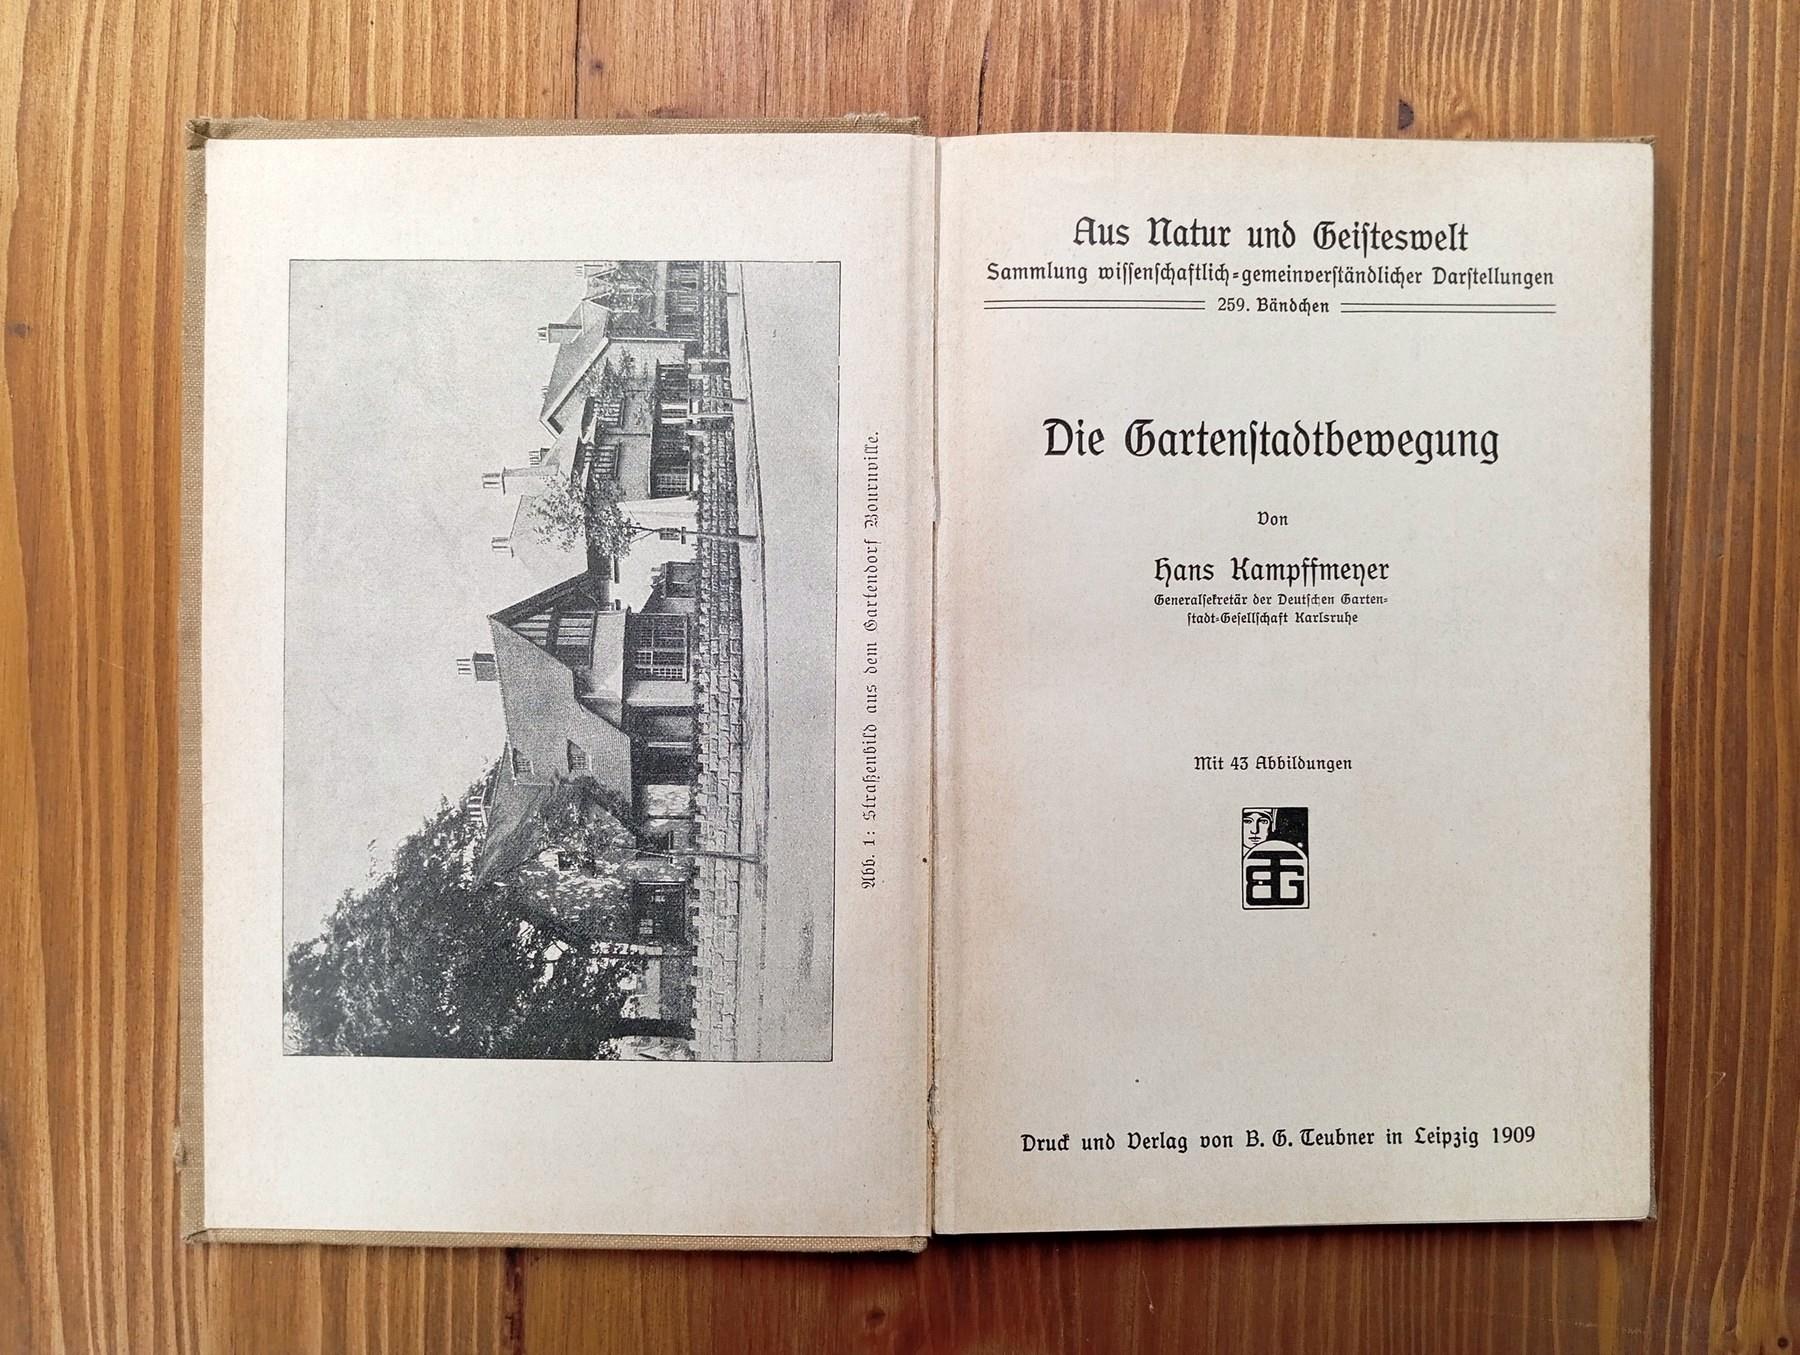 Abb. 1: Straßenbild aus dem Gartendorf Bournville.
Aus Natur und Geisteswelt
Sammlung wissenschaftlich-gemeinverständlicher Darstellungen
259. Bändchen
Die Gartenstadtbewegung
Von
Hans Kampffmeyer
Generalsekretär der Deutschen Garten-
stadt-Gesellschaft Karlsruhe
Mit 43 Abbildungen
BTG
Druck und Verlag von B. G. Teubner in Leipzig 1909